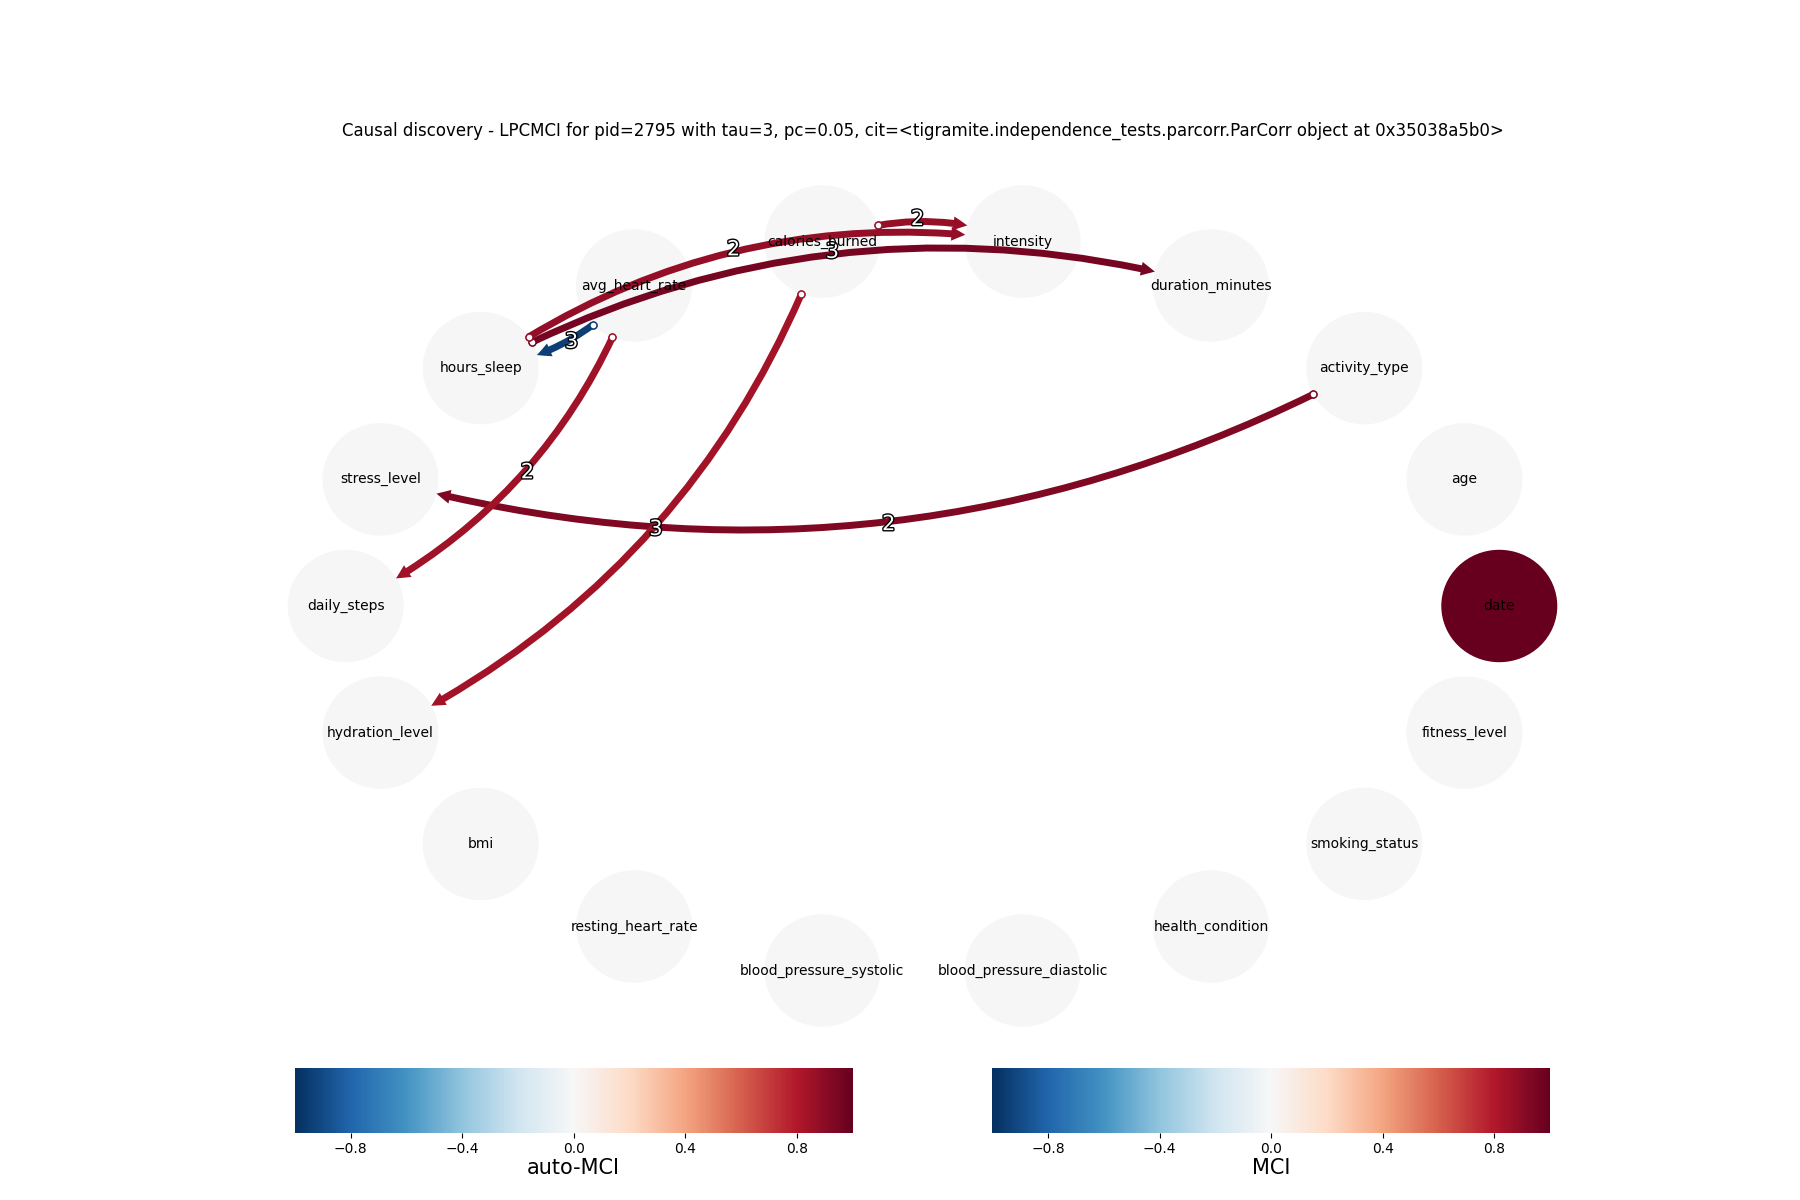 Causal discovery - LPCMCI for pid=2795 with tau=3, pc=0.05, cit=<tigramite.independence_tests.parcorr.ParCorr object at 0x35038a5b0>
2
calories_burned
intensity
2
3
avg_heart_rate
duration_minutes
3
hours_sleep
activity_type
2
stress_level
age
3
2
daily_steps
date
hydration_level
fitness_level
bmi
smoking_status
resting_heart_rate
health_condition
blood_pressure_systolic
blood_pressure_diastolic
−0.8 −0.4 0.0 0.4 0.8
auto-MCI
−0.8 −0.4 0.0 0.4 0.8
MCI